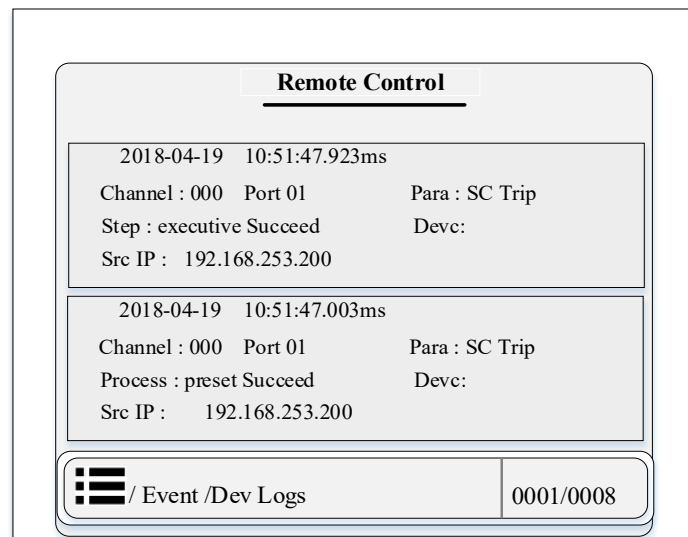 Remote Control
2018-04-19 10:51:47.923ms
Channel : 000 Port 01 Para : SC Trip
Step : executive Succeed Devc:
Src IP : 192.168.253.200
2018-04-19 10:51:47.003ms
Channel : 000 Port 01 Para : SC Trip
Process : preset Succeed Devc:
Src IP : 192.168.253.200
/ Event /Dev Logs 0001/0008